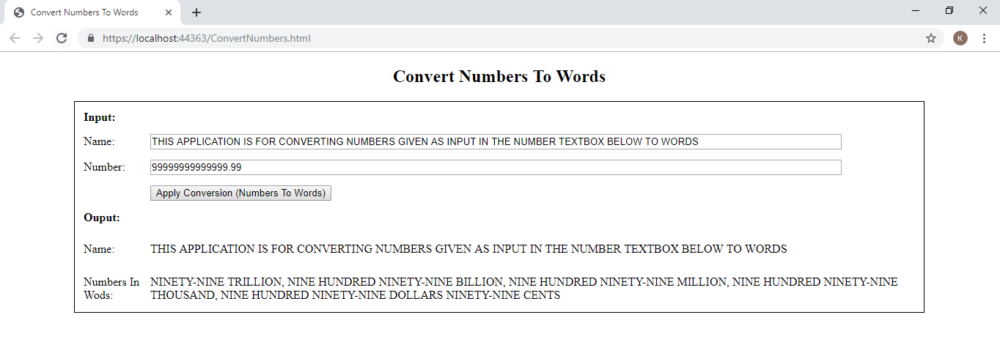 Convert Numbers To Words
https://localhost:44363/ConvertNumbers.html
K
Convert Numbers To Words
Input:
Name: THIS APPLICATION IS FOR CONVERTING NUMBERS GIVEN AS INPUT IN THE NUMBER TEXTBOX BELOW TO WORDS
Number: 99999999999999.99
Apply Conversion (Numbers To Words)
Ouput:
Name: THIS APPLICATION IS FOR CONVERTING NUMBERS GIVEN AS INPUT IN THE NUMBER TEXTBOX BELOW TO WORDS
Numbers In NINETY-NINE TRILLION, NINE HUNDRED NINETY-NINE BILLION, NINE HUNDRED NINETY-NINE MILLION, NINE HUNDRED NINETY-NINE
Wods: THOUSAND, NINE HUNDRED NINETY-NINE DOLLARS NINETY-NINE CENTS